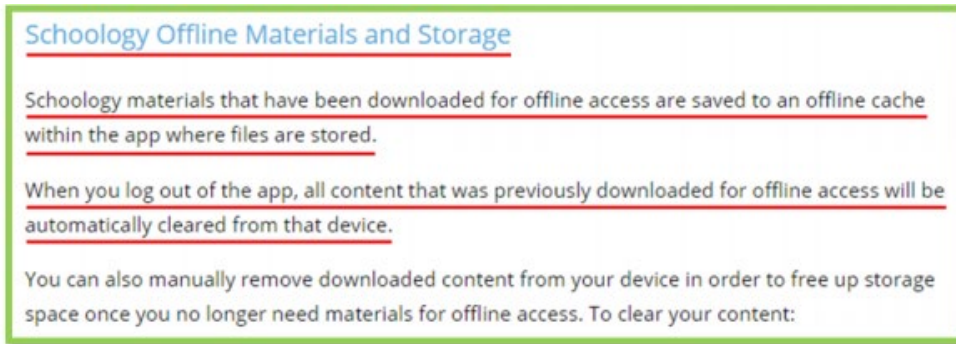 Schoology Offline Materials and Storage
Schoology materials that have been downloaded for offline access are saved to an offline cache
within the app where files are stored.
When you log out of the app, all content that was previously downloaded for offline access will be
automatically cleared from that device.
You can also manually remove downloaded content from your device in order to free up storage
space once you no longer need materials for offline access. To clear your content: